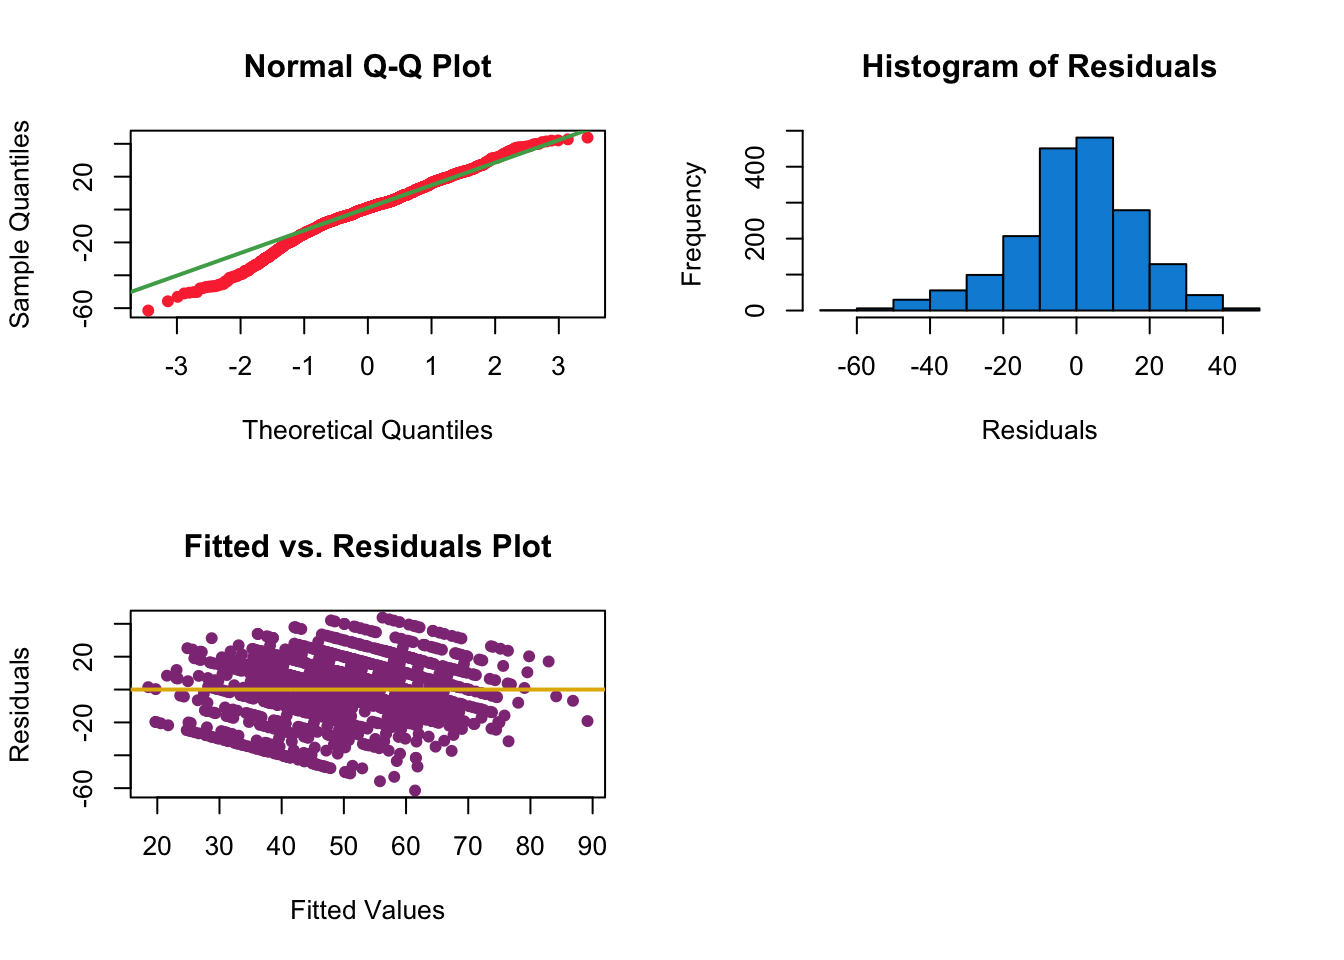 Normal Q-Q Plot
Sample Quantiles
20
-20
-60
-3 -2 -1 0 1 2 3
Theoretical Quantiles
Histogram of Residuals
Frequency
400
200
0
-60 -40 -20 0 20 40
Residuals
Fitted vs. Residuals Plot
Residuals
20
-20
-60
20 30 40 50 60 70 80 90
Fitted Values